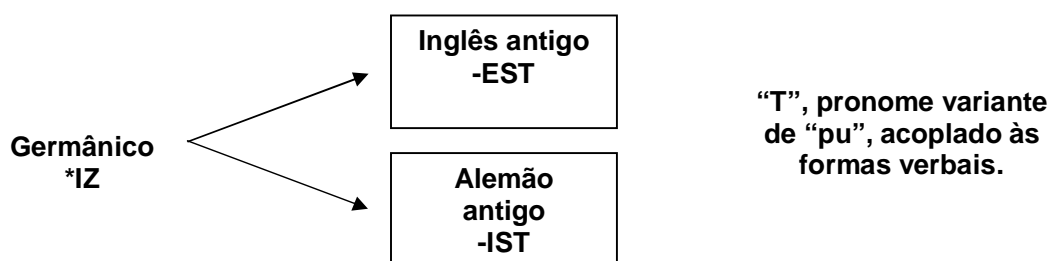 Germânico
*IZ
Inglês antigo
-EST
Alemão
antigo
-IST
“T”, pronome variante
de “pu”, acoplado às
formas verbais.